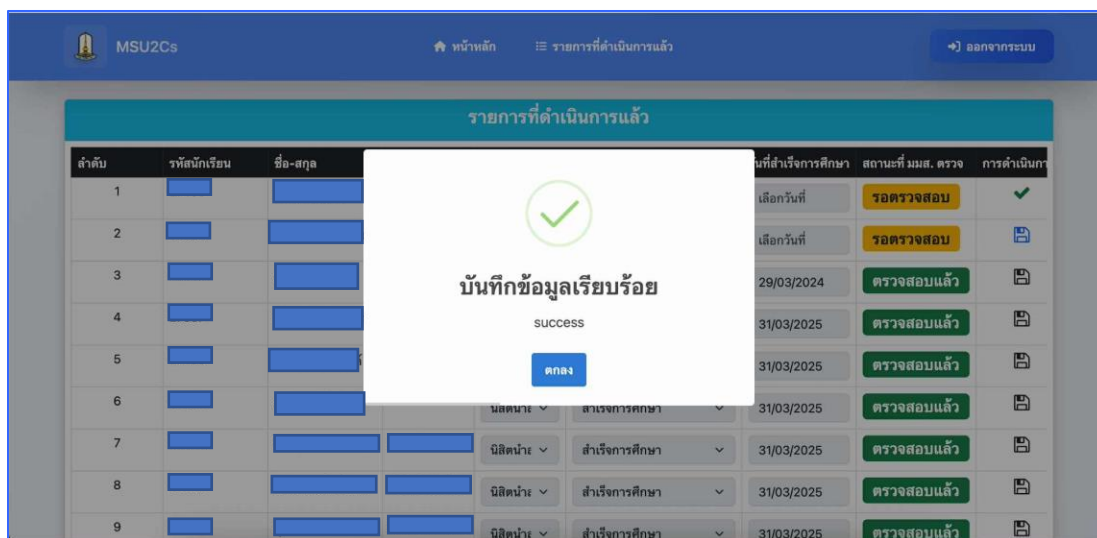 MSU2Cs หน้าหลัก รายการที่ดำเนินการแล้ว ออกจากระบบ
รายการที่ดำเนินการแล้ว
ลำดับ รหัสนักเรียน ชื่อ-สกุล ันที่สำเร็จการศึกษา สถานะที่ มมส. ตรวจ การดำเนินกา
1 เลือกวันที่ รอตรวจสอบ
2 เลือกวันที่ รอตรวจสอบ
3 29/03/2024 ตรวจสอบแล้ว
4 31/03/2025 ตรวจสอบแล้ว
5 31/03/2025 ตรวจสอบแล้ว
บันทึกข้อมูลเรียบร้อย
success
ตกลง
6 สำเร็จการศึกษา 31/03/2025 ตรวจสอบแล้ว
7 นิสิตนำร สำเร็จการศึกษา 31/03/2025 ตรวจสอบแล้ว
8 นิสิตนำร สำเร็จการศึกษา 31/03/2025 ตรวจสอบแล้ว
9 นิสิตนำร สำเร็จการศึกษา 31/03/2025 ตรวจสอบแล้ว